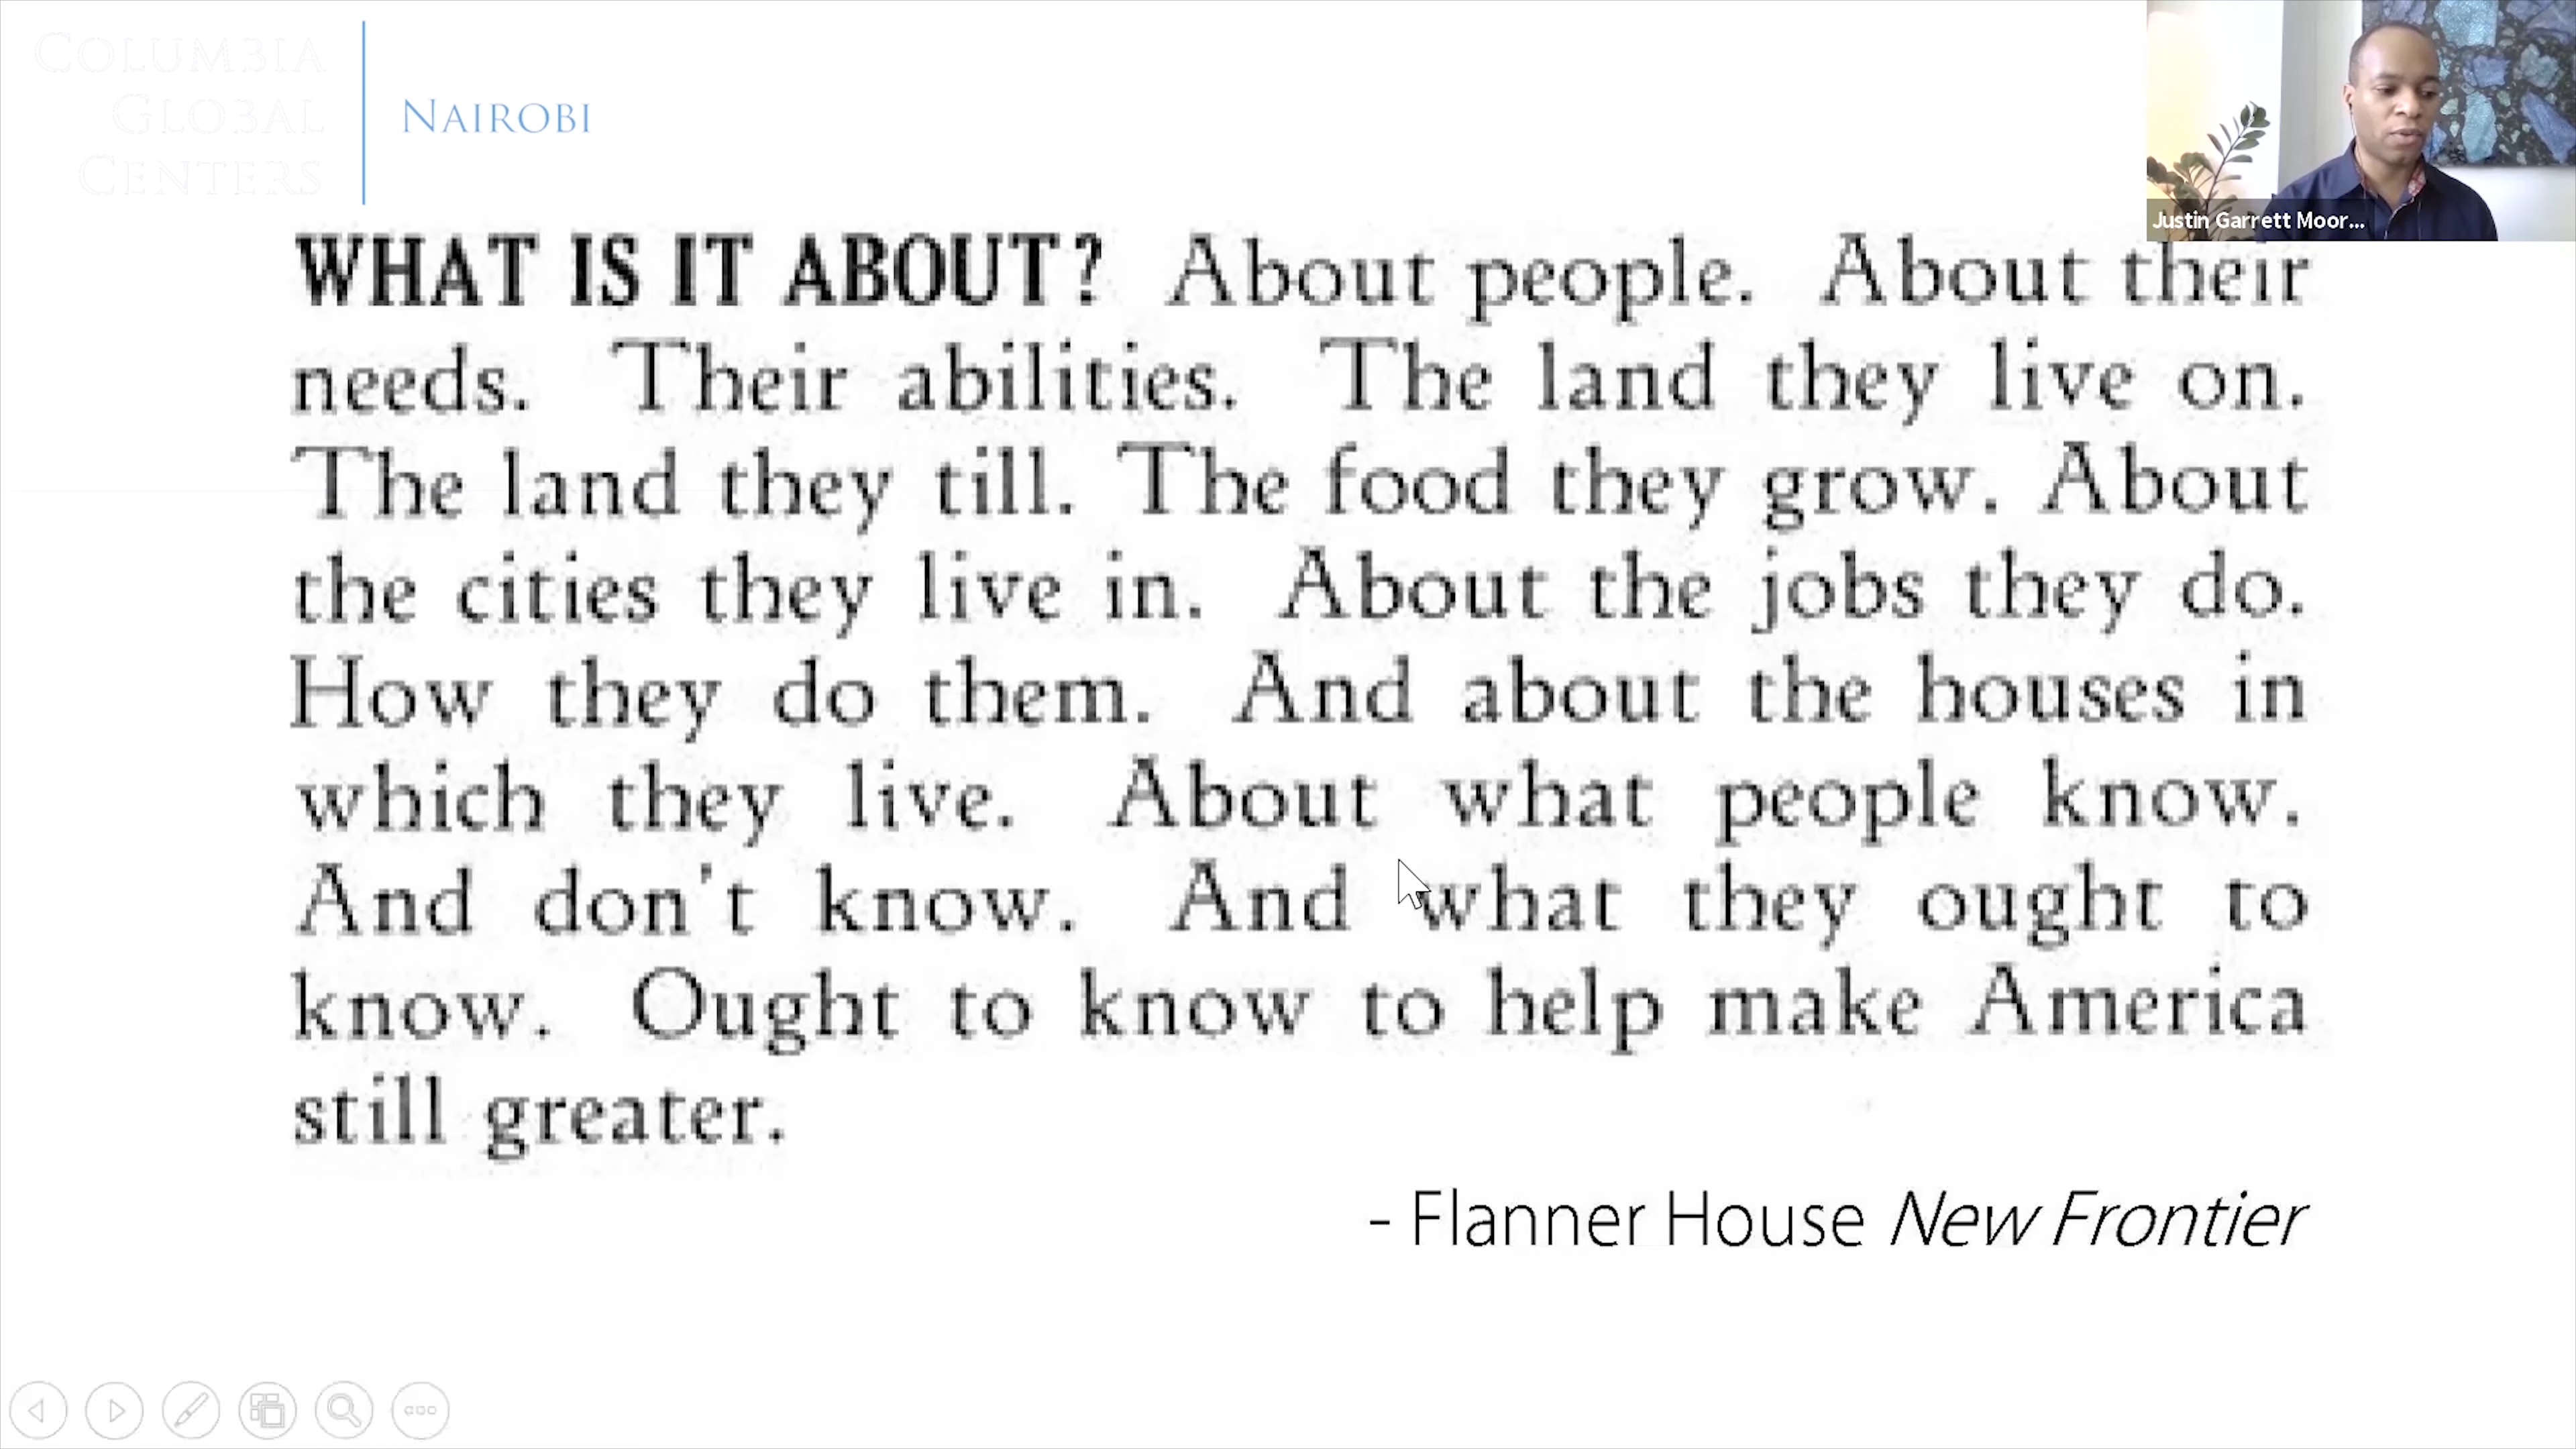 COLUMBIA
GLOBAL
CENTERS
NAIROBI
Justin Garrett Moor...
WHAT IS IT ABOUT? About people. About their
needs. Their abilities. The land they live on.
The land they till. The food they grow. About
the cities they live in. About the jobs they do.
How they do them. And about the houses in
which they live. About what people know.
And don't know. And what they ought to
know. Ought to know to help make America
still greater.
- Flanner House New Frontier